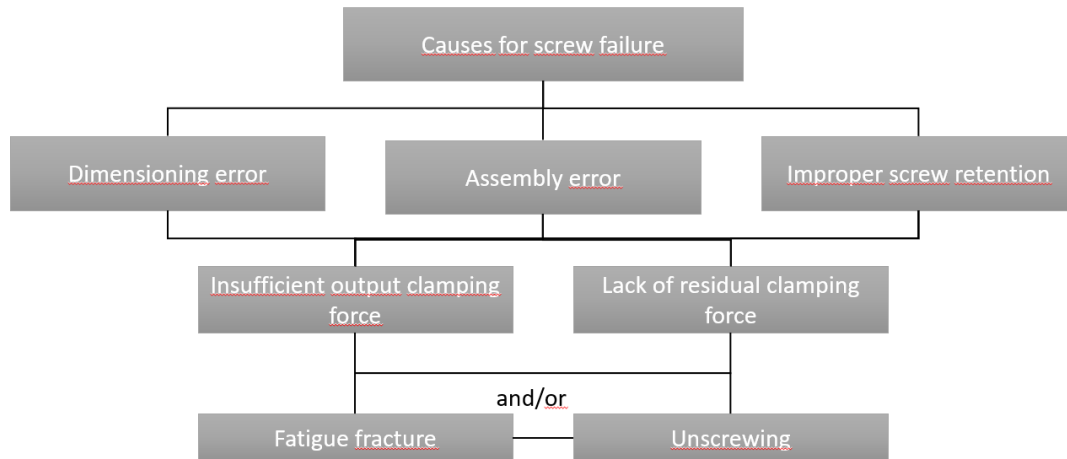 Causes for screw failure
Dimensioning error
Assembly error
Improper screw retention
Insufficient output clamping
force
Lack of residual clamping
force
and/or
Fatigue fracture
Unscrewing